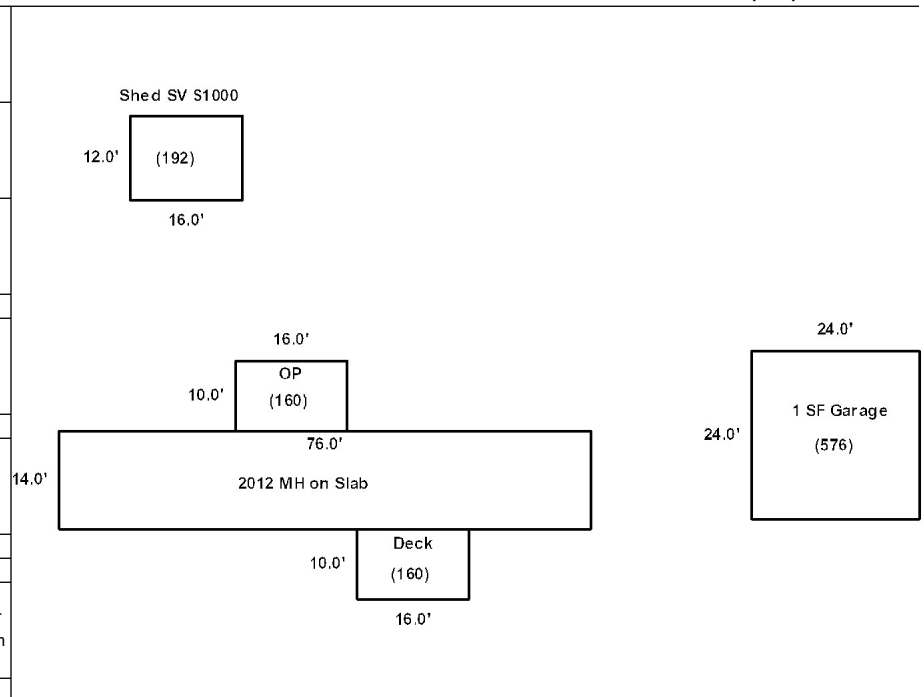 Shed SV S1000
12.0'
(192)
16.0'
16.0'
OP
10.0'
(160)
76.0'
14.0'
2012 MH on Slab
Deck
10.0'
(160)
16.0'
24.0'
1 SF Garage
24.0'
(576)